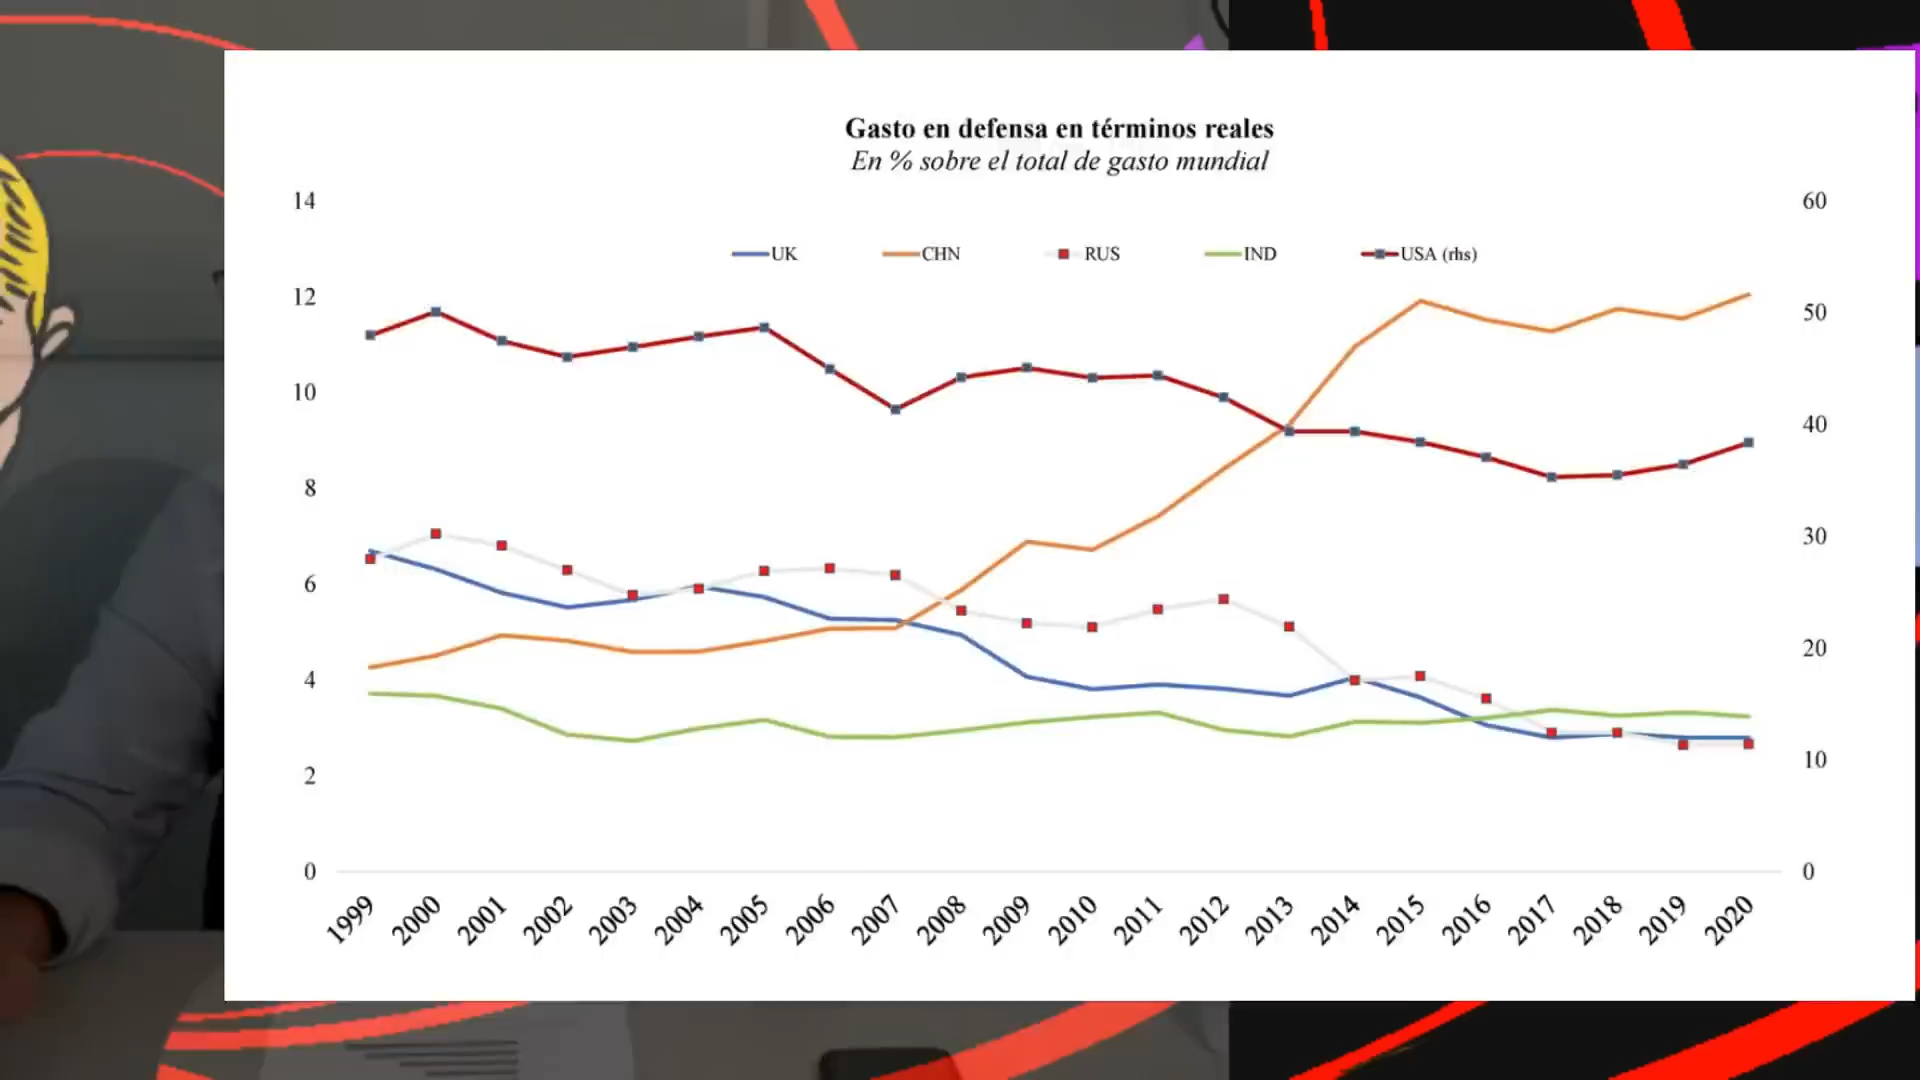 Gasto en defensa en términos reales
En % sobre el total de gasto mundial
14 60
UK CHN RUS IND USA (rhs)
12 50
10 40
8
30
6
20
4
10
2
0 0
1999 2000 2001 2002 2003 2004 2005 2006 2007 2008 2009 2010 2011 2012 2013 2014 2015 2016 2017 2018 2019 2020